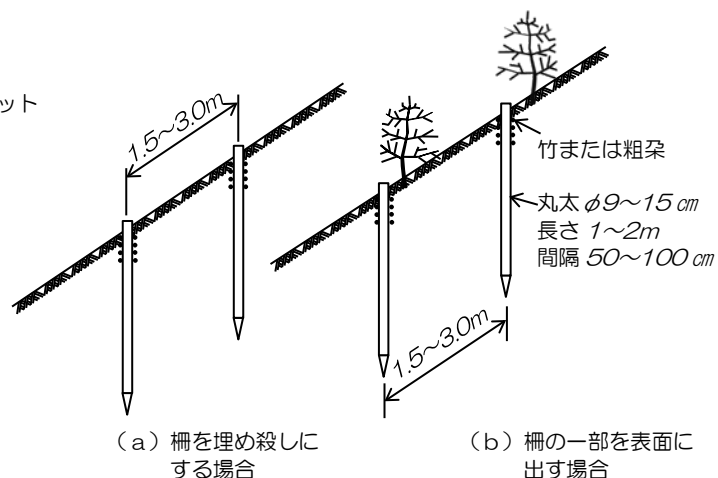 ット
1.5～3.0m
竹または粗朶
丸太 φ9～15 cm
長さ 1～2m
間隔 50～100 cm
1.5～3.0m
（a）柵を埋め殺しに
する場合
（b）柵の一部を表面に
出す場合